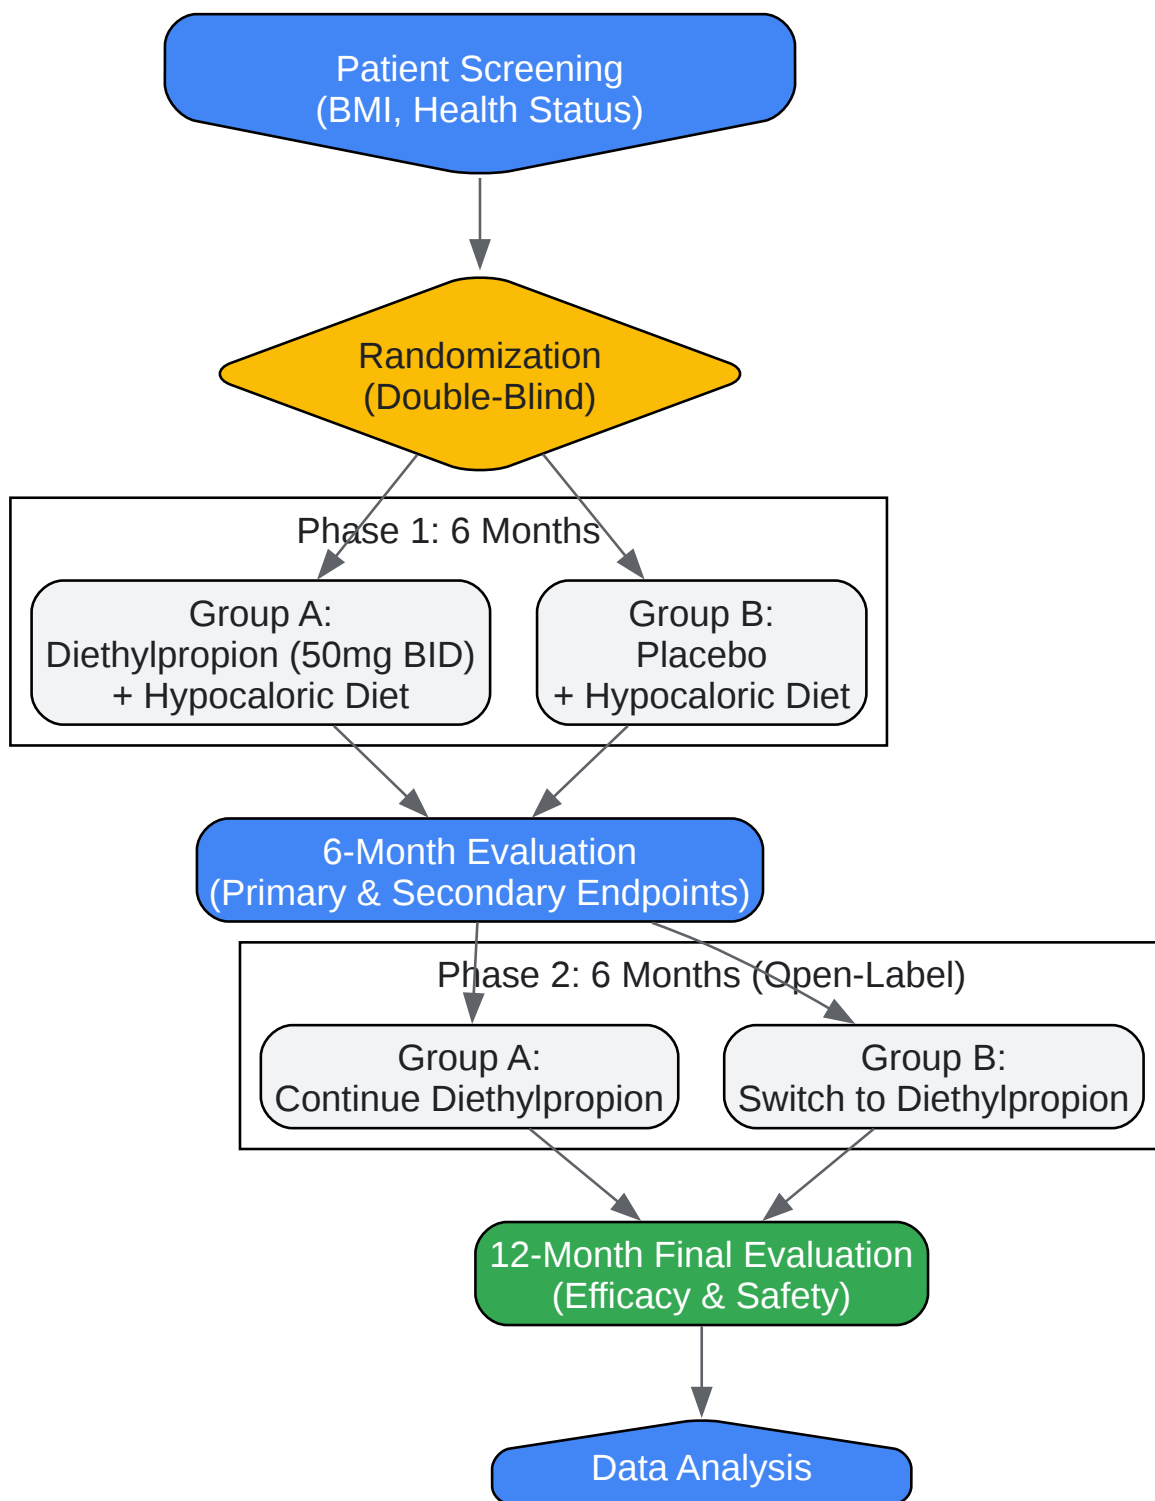 Patient Screening
(BMI, Health Status)
Randomization
(Double-Blind)
Phase 1: 6 Months
Group A:
Diethylpropion (50mg BID)
+ Hypocaloric Diet
Group B:
Placebo
+ Hypocaloric Diet
6-Month Evaluation
(Primary & Secondary Endpoints)
Phase 2: 6 Months (Open-Label)
Group A:
Continue Diethylpropion
Group B:
Switch to Diethylpropion
12-Month Final Evaluation
(Efficacy & Safety)
Data Analysis